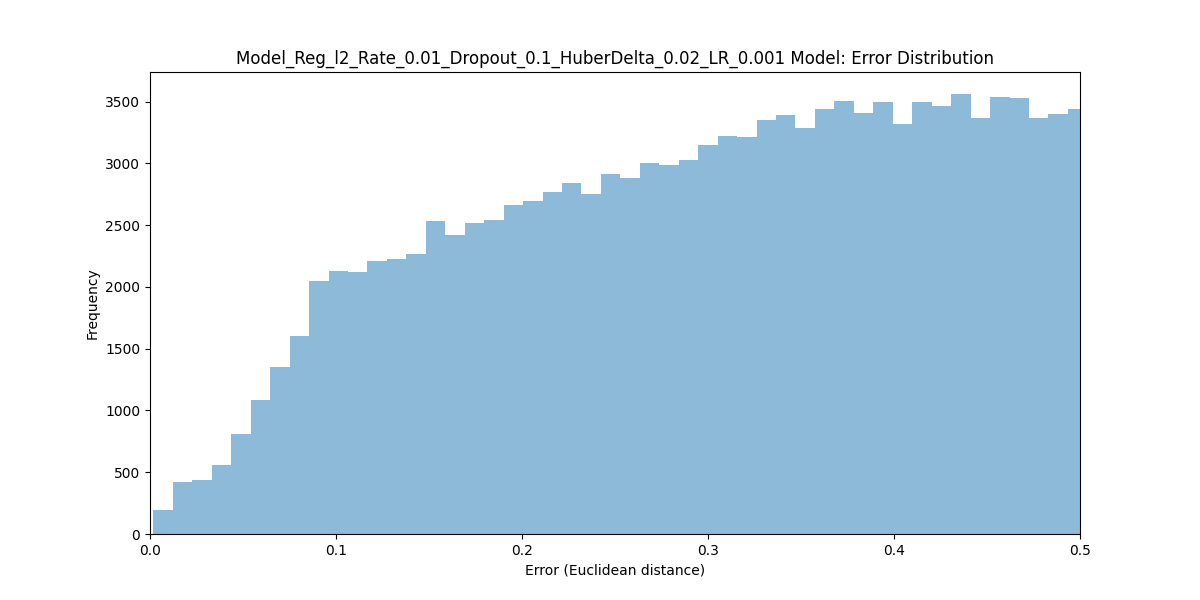 Model_Reg_l2_Rate_0.01_Dropout_0.1_HuberDelta_0.02_LR_0.001 Model: Error Distribution
3500
3000
2500
2000
1500
1000
500
0
Frequency
0.0 0.1 0.2 0.3 0.4 0.5
Error (Euclidean distance)